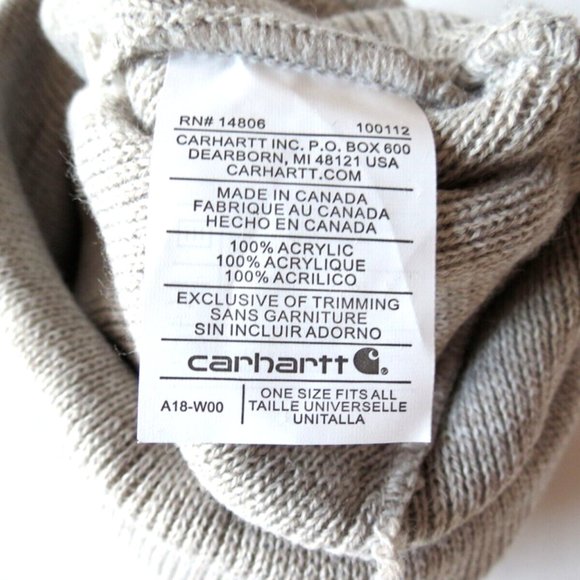 RN# 14806 100112
CARHARTT INC. P.O. BOX 600
DEARBORN, MI 48121 USA
CARHARTT.COM
MADE IN CANADA
FABRIQUE AU CANADA
HECHO EN CANADA
100% ACRYLIC
100% ACRYLIQUE
100% ACRILICO
EXCLUSIVE OF TRIMMING
SANS GARNITURE
SIN INCLUIR ADORNO
carhartt
A18-W00
ONE SIZE FITS ALL
TAILLE UNIVERSELLE
UNITALLA